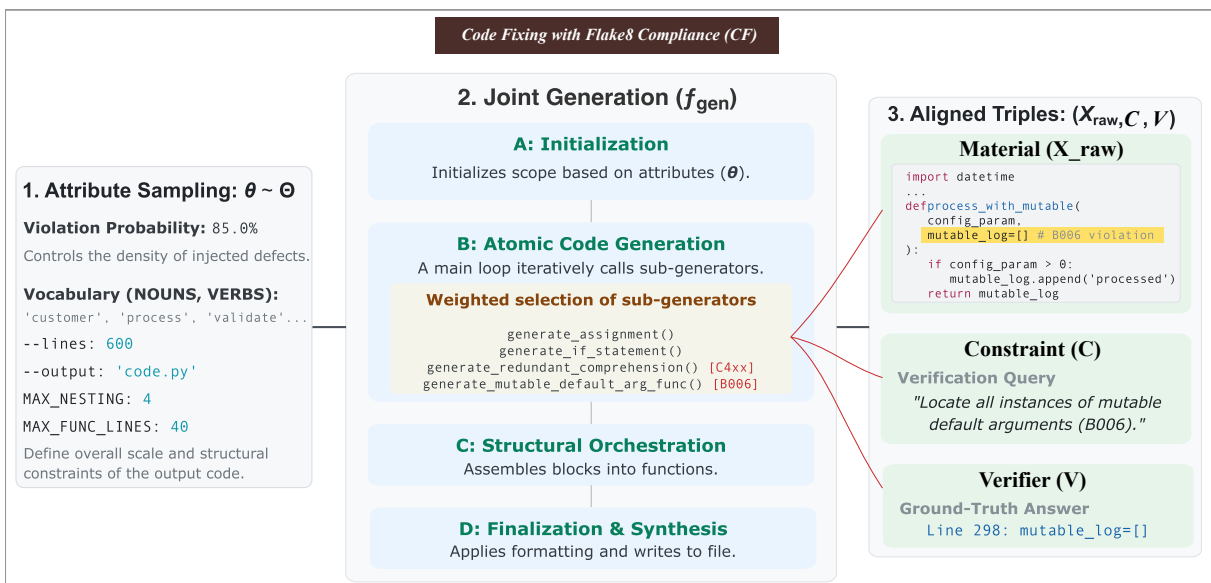 Code Fixing with Flake8 Compliance (CF)
1. Attribute Sampling: θ ~ Θ
Violation Probability: 85.0%
Controls the density of injected defects.
Vocabulary (NOUNS, VERBS):
'customer', 'process', 'validate'...
--lines: 600
--output: 'code.py'
MAX_NESTING: 4
MAX_FUNC_LINES: 40
Define overall scale and structural
constraints of the output code.
2. Joint Generation (fgen)
A: Initialization
Initializes scope based on attributes (θ).
B: Atomic Code Generation
A main loop iteratively calls sub-generators.
Weighted selection of sub-generators
generate_assignment()
generate_if_statement()
generate_redundant_comprehension() [C4xx]
generate_mutable_default_arg_func() [B006]
C: Structural Orchestration
Assembles blocks into functions.
D: Finalization & Synthesis
Applies formatting and writes to file.
3. Aligned Triples: (Xraw, C , V)
Material (X_raw)
import datetime
...
defprocess_with_mutable(
config_param,
mutable_log=[] # B006 violation
):
if config_param > 0:
mutable_log.append('processed')
return mutable_log
Constraint (C)
Verification Query
"Locate all instances of mutable
default arguments (B006)."
Verifier (V)
Ground-Truth Answer
Line 298: mutable_log=[]